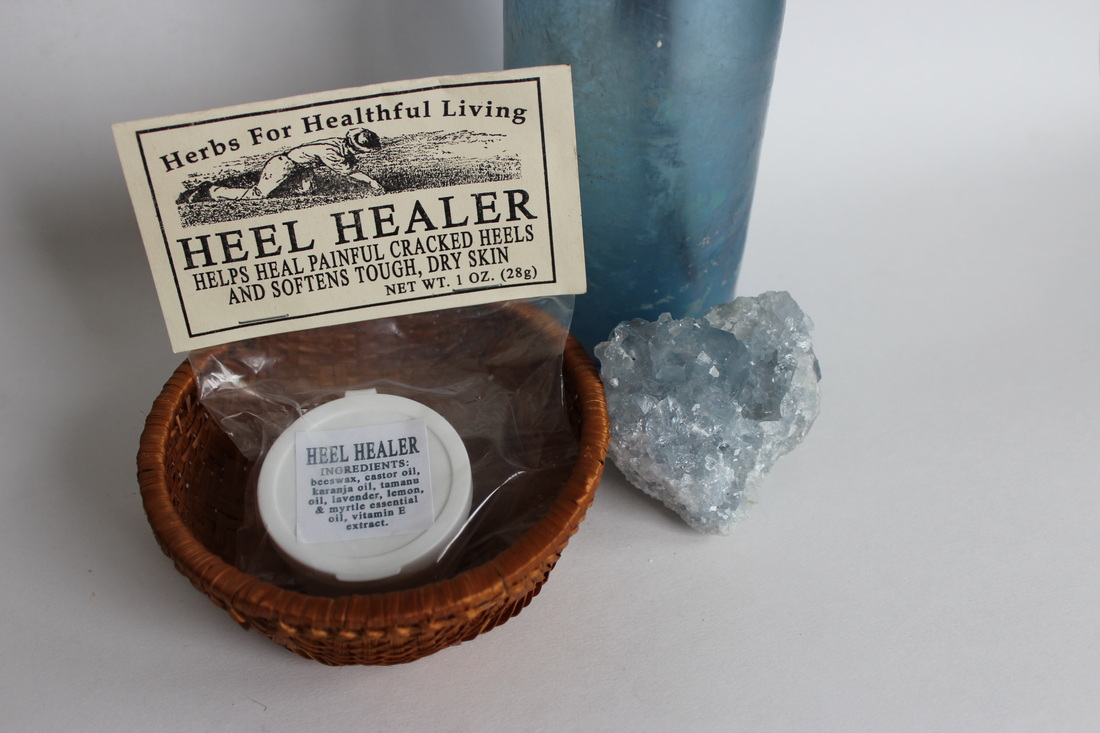 Herbs For Healthful Living
HEEL HEALER
HELPS HEAL PAINFUL CRACKED HEELS
AND SOFTENS TOUGH, DRY SKIN
NET WT. 1 OZ. (28g)
HEEL HEALER
INGREDIENTS:
beeswax, castor oil,
karanja oil, tamanu
oil, lavender, lemon,
& myrtle essential
oil, vitamin E
extract.